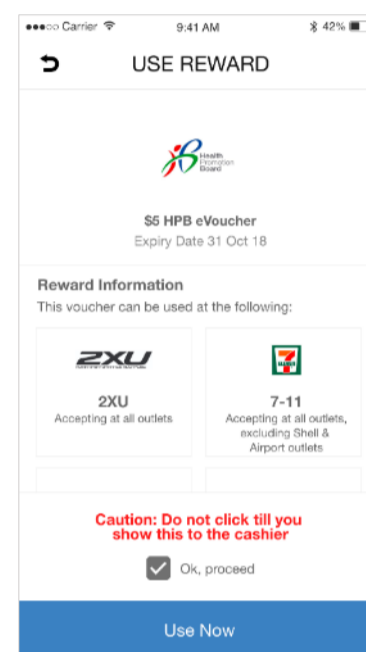 Carrier 9:41 AM 42%
USE REWARD
Health
Promotion
Board
$5 HPB eVoucher
Expiry Date 31 Oct 18
Reward Information
This voucher can be used at the following:
2XU
2XU
Accepting at all outlets
7-11
Accepting at all outlets,
excluding Shell &
Airport outlets
Caution: Do not click till you
show this to the cashier
Ok, proceed
Use Now